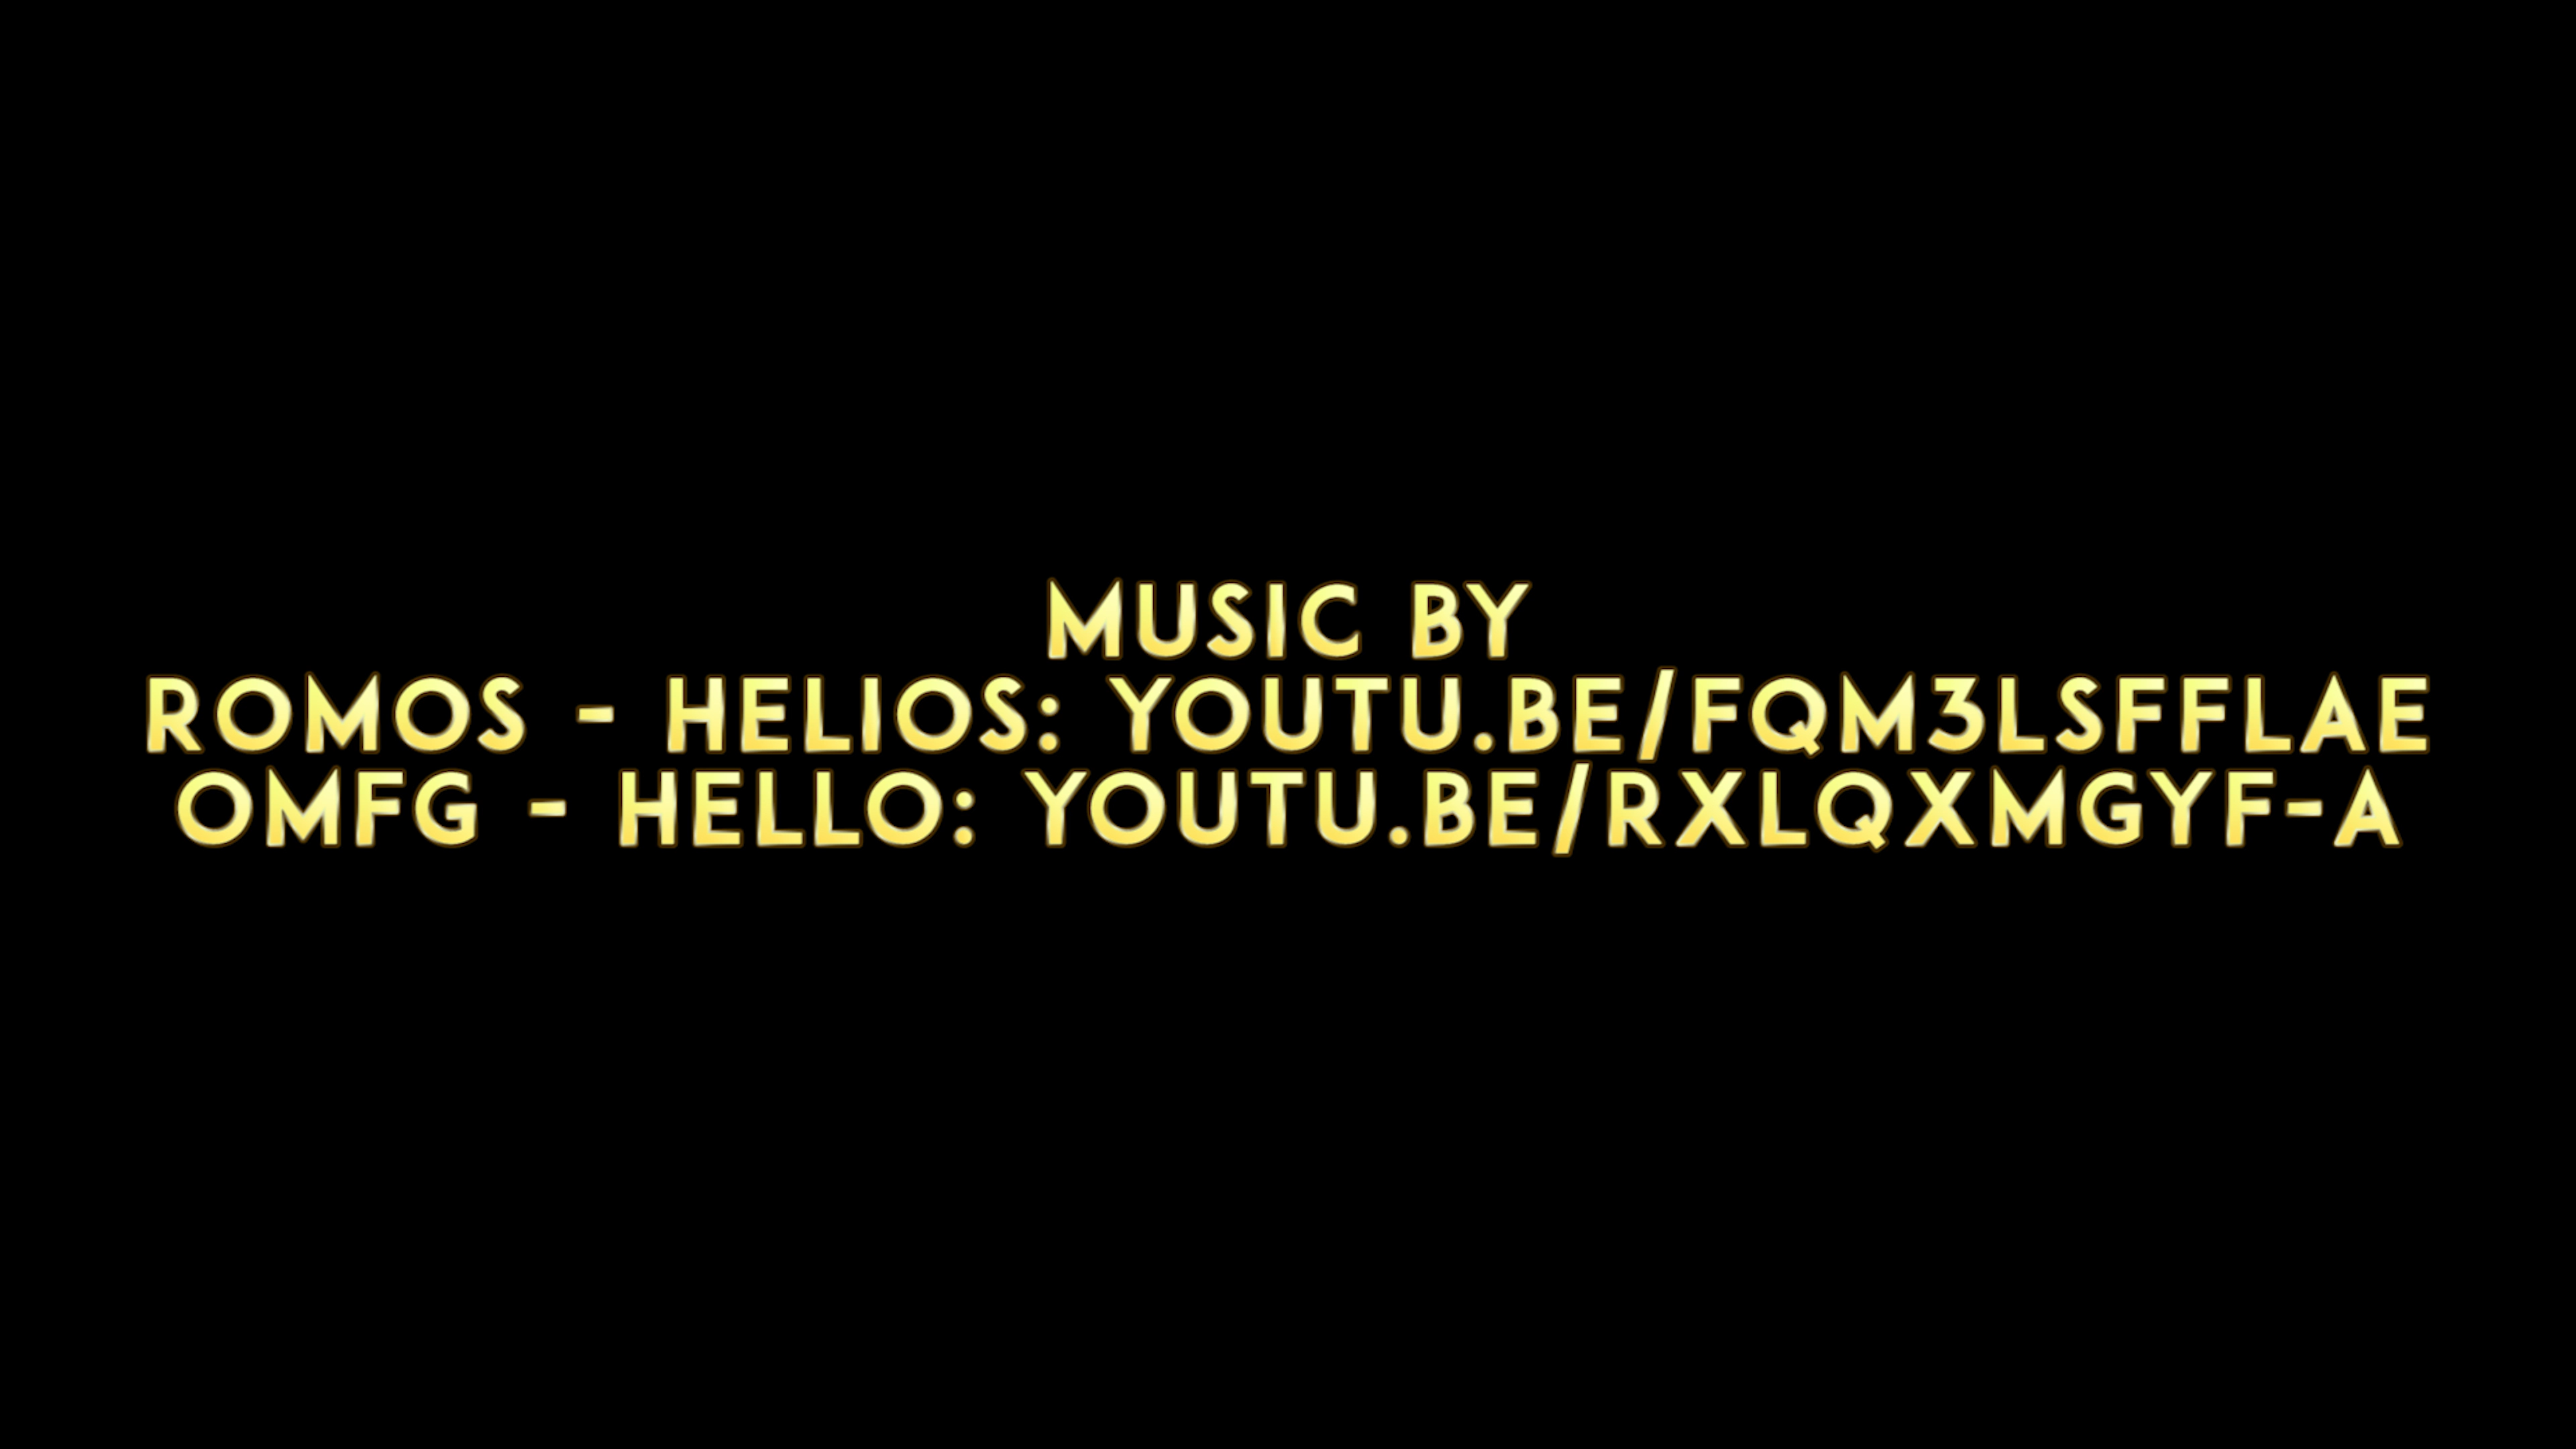 MUSIC BY
ROMOS - HELIOS: YOUTU.BE/FQM3LSFFLAE
OMFG - HELLO: YOUTU.BE/RXLQXMGYF-A